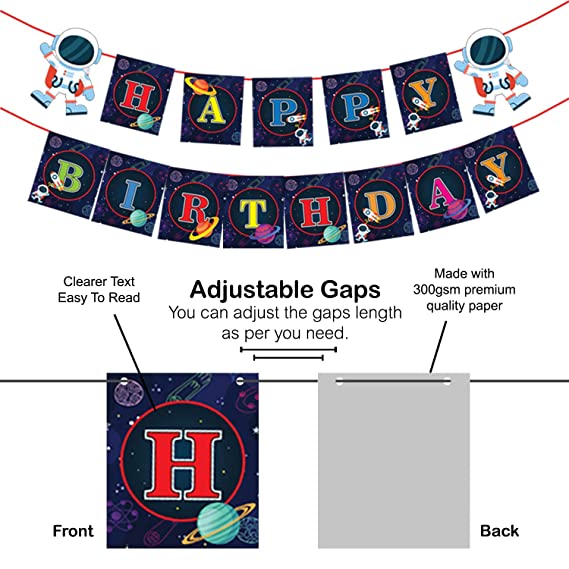 HAPPY
BIRTHDAY
Clearer Text
Easy To Read
Adjustable Gaps
You can adjust the gaps length
as per you need.
Made with
300gsm premium
quality paper
H
Front
Back